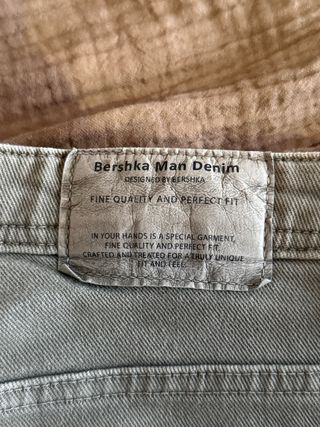 Bershka Man Denim
DESIGNED BY BERSHKA
FINE QUALITY AND PERFECT FIT
IN YOUR HANDS IS A SPECIAL GARMENT,
FINE QUALITY AND PERFECT FIT.
CRAFTED AND TREATED FOR A TRULY UNIQUE
FIT AND FEEL.